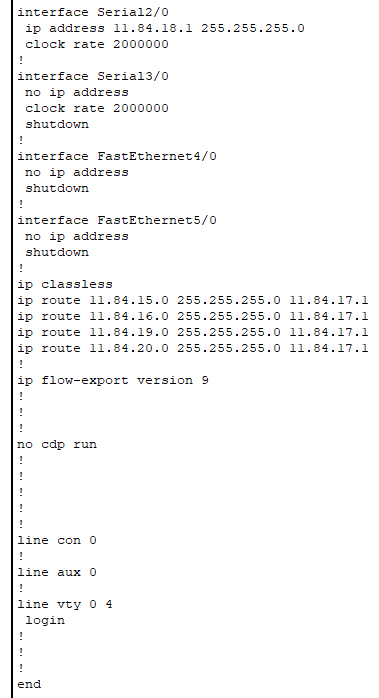 interface Serial2/0
 ip address 11.84.18.1 255.255.255.0
 clock rate 2000000
!
interface Serial3/0
 no ip address
 clock rate 2000000
 shutdown
!
interface FastEthernet4/0
 no ip address
 shutdown
!
interface FastEthernet5/0
 no ip address
 shutdown
!
ip classless
ip route 11.84.15.0 255.255.255.0 11.84.17.1
ip route 11.84.16.0 255.255.255.0 11.84.17.1
ip route 11.84.19.0 255.255.255.0 11.84.17.1
ip route 11.84.20.0 255.255.255.0 11.84.17.1
!
ip flow-export version 9
!
!
!
no cdp run
!
!
!
!
!
line con 0
!
line aux 0
!
line vty 0 4
 login
!
!
!
end